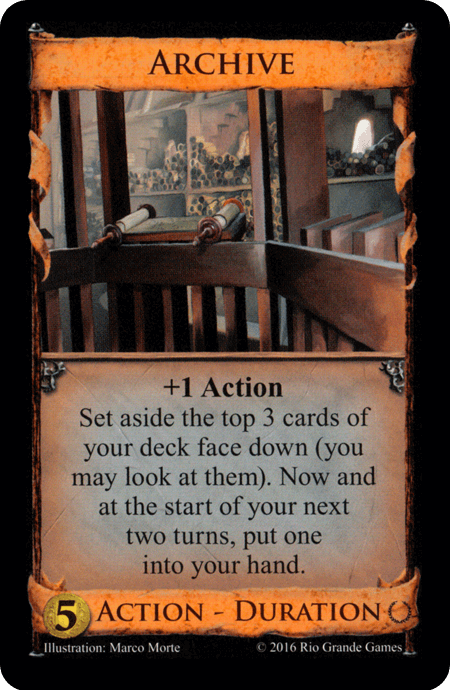 ARCHIVE
+1 Action
Set aside the top 3 cards of
your deck face down (you
may look at them). Now and
at the start of your next
two turns, put one
into your hand.
5 ACTION - DURATION
Illustration: Marco Morte © 2016 Rio Grande Games